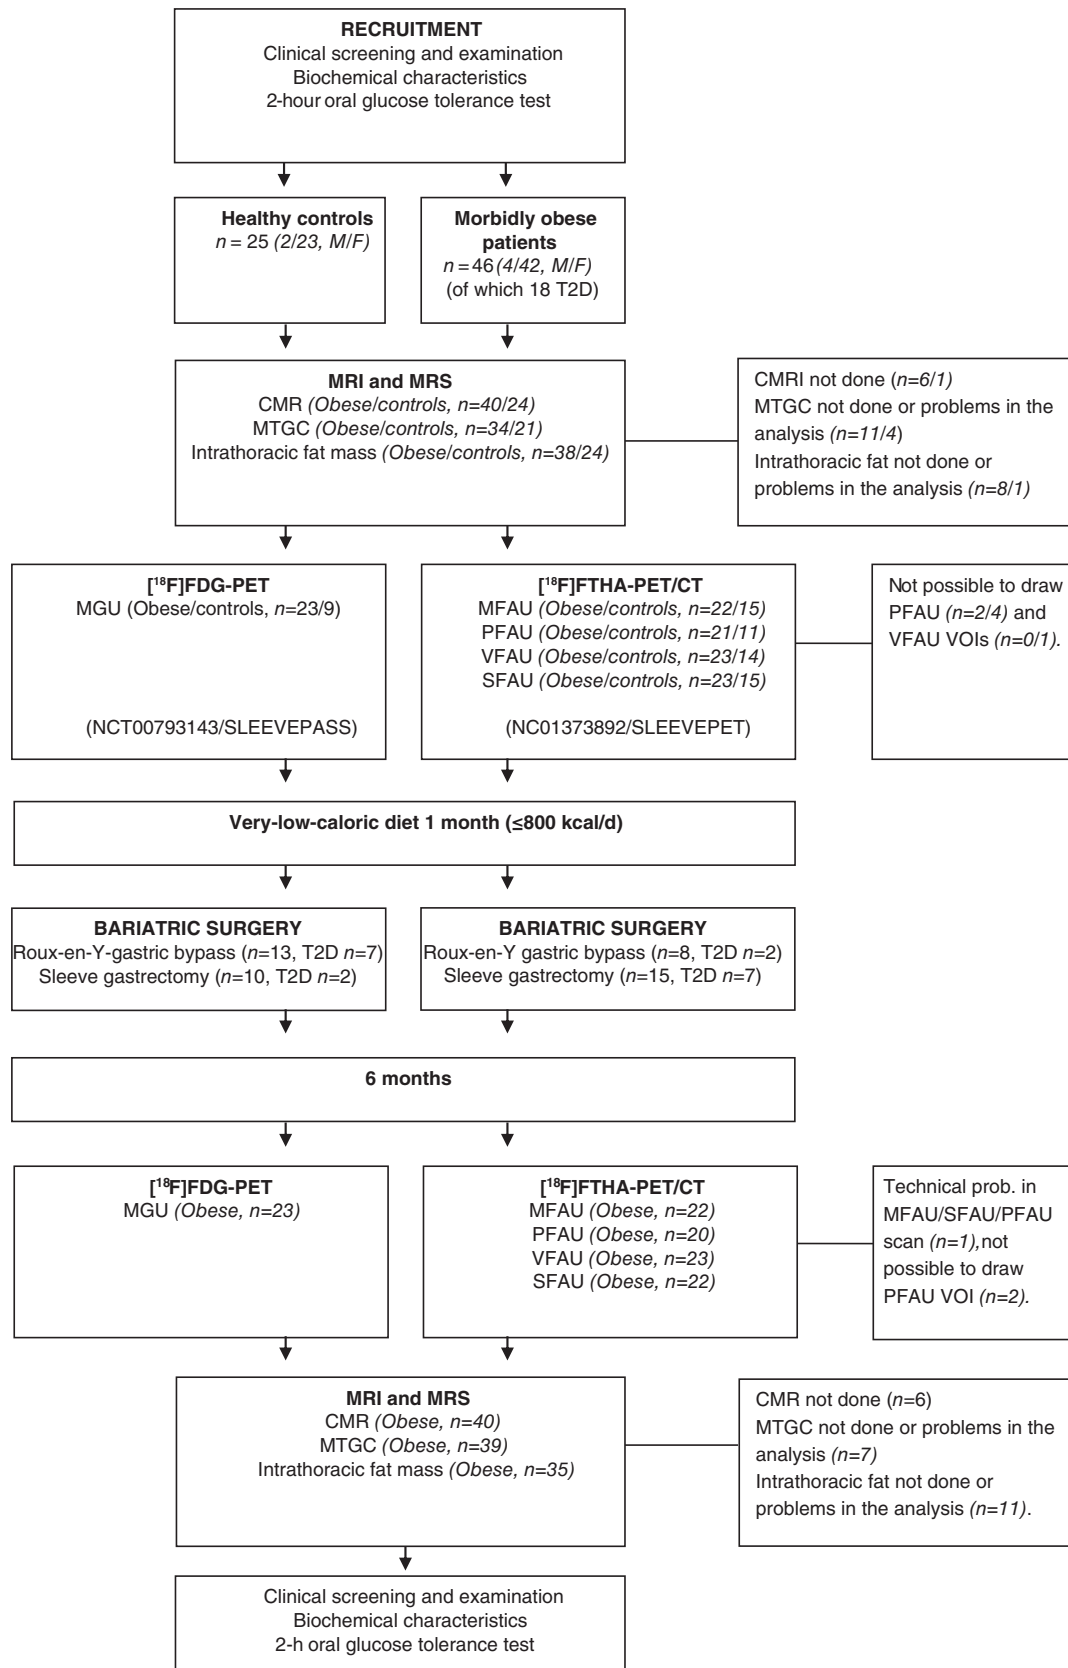 RECRUITMENT
Clinical screening and examination
Biochemical characteristics
2-hour oral glucose tolerance test
Healthy controls
n = 25 (2/23, M/F)
Morbidly obese
patients
n = 46 (4/42, M/F)
(of which 18 T2D)
MRI and MRS
CMR (Obese/controls, n=40/24)
MTGC (Obese/controls, n=34/21)
Intrathoracic fat mass (Obese/controls, n=38/24)
CMRI not done (n=6/1)
MTGC not done or problems in the
analysis (n=11/4)
Intrathoracic fat not done or
problems in the analysis (n=8/1)
[¹⁸F]FDG-PET
MGU (Obese/controls, n=23/9)
(NCT00793143/SLEEVEPASS)
[¹⁸F]FTHA-PET/CT
MFAU (Obese/controls, n=22/15)
PFAU (Obese/controls, n=21/11)
VFAU (Obese/controls, n=23/14)
SFAU (Obese/controls, n=23/15)
(NC01373892/SLEEVEPET)
Not possible to draw
PFAU (n=2/4) and
VFAU VOIs (n=0/1).
Very-low-caloric diet 1 month (≤800 kcal/d)
BARIATRIC SURGERY
Roux-en-Y-gastric bypass (n=13, T2D n=7)
Sleeve gastrectomy (n=10, T2D n=2)
BARIATRIC SURGERY
Roux-en-Y gastric bypass (n=8, T2D n=2)
Sleeve gastrectomy (n=15, T2D n=7)
6 months
[¹⁸F]FDG-PET
MGU (Obese, n=23)
[¹⁸F]FTHA-PET/CT
MFAU (Obese, n=22)
PFAU (Obese, n=20)
VFAU (Obese, n=23)
SFAU (Obese, n=22)
Technical prob. in
MFAU/SFAU/PFAU
scan (n=1),not
possible to draw
PFAU VOI (n=2).
MRI and MRS
CMR (Obese, n=40)
MTGC (Obese, n=39)
Intrathoracic fat mass (Obese, n=35)
CMR not done (n=6)
MTGC not done or problems in the
analysis (n=7)
Intrathoracic fat not done or
problems in the analysis (n=11).
Clinical screening and examination
Biochemical characteristics
2-h oral glucose tolerance test